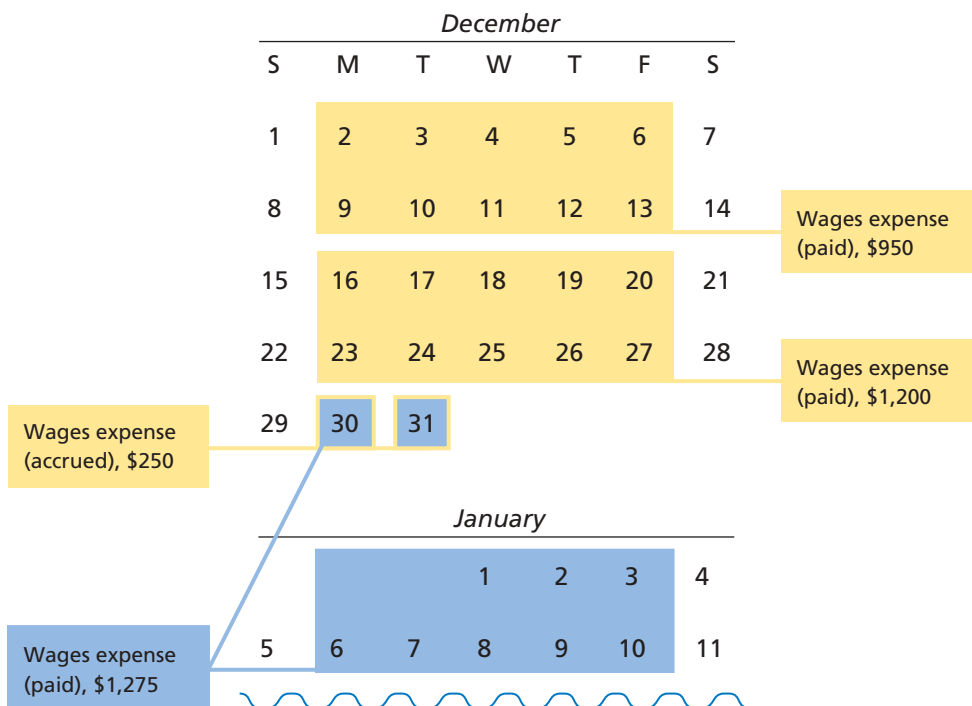 December
S M T W T F S
1 2 3 4 5 6 7
8 9 10 11 12 13 14
Wages expense
(paid), $950
15 16 17 18 19 20 21
22 23 24 25 26 27 28
Wages expense
(paid), $1,200
29 30 31
Wages expense
(accrued), $250
January
1 2 3 4
5 6 7 8 9 10 11
Wages expense
(paid), $1,275